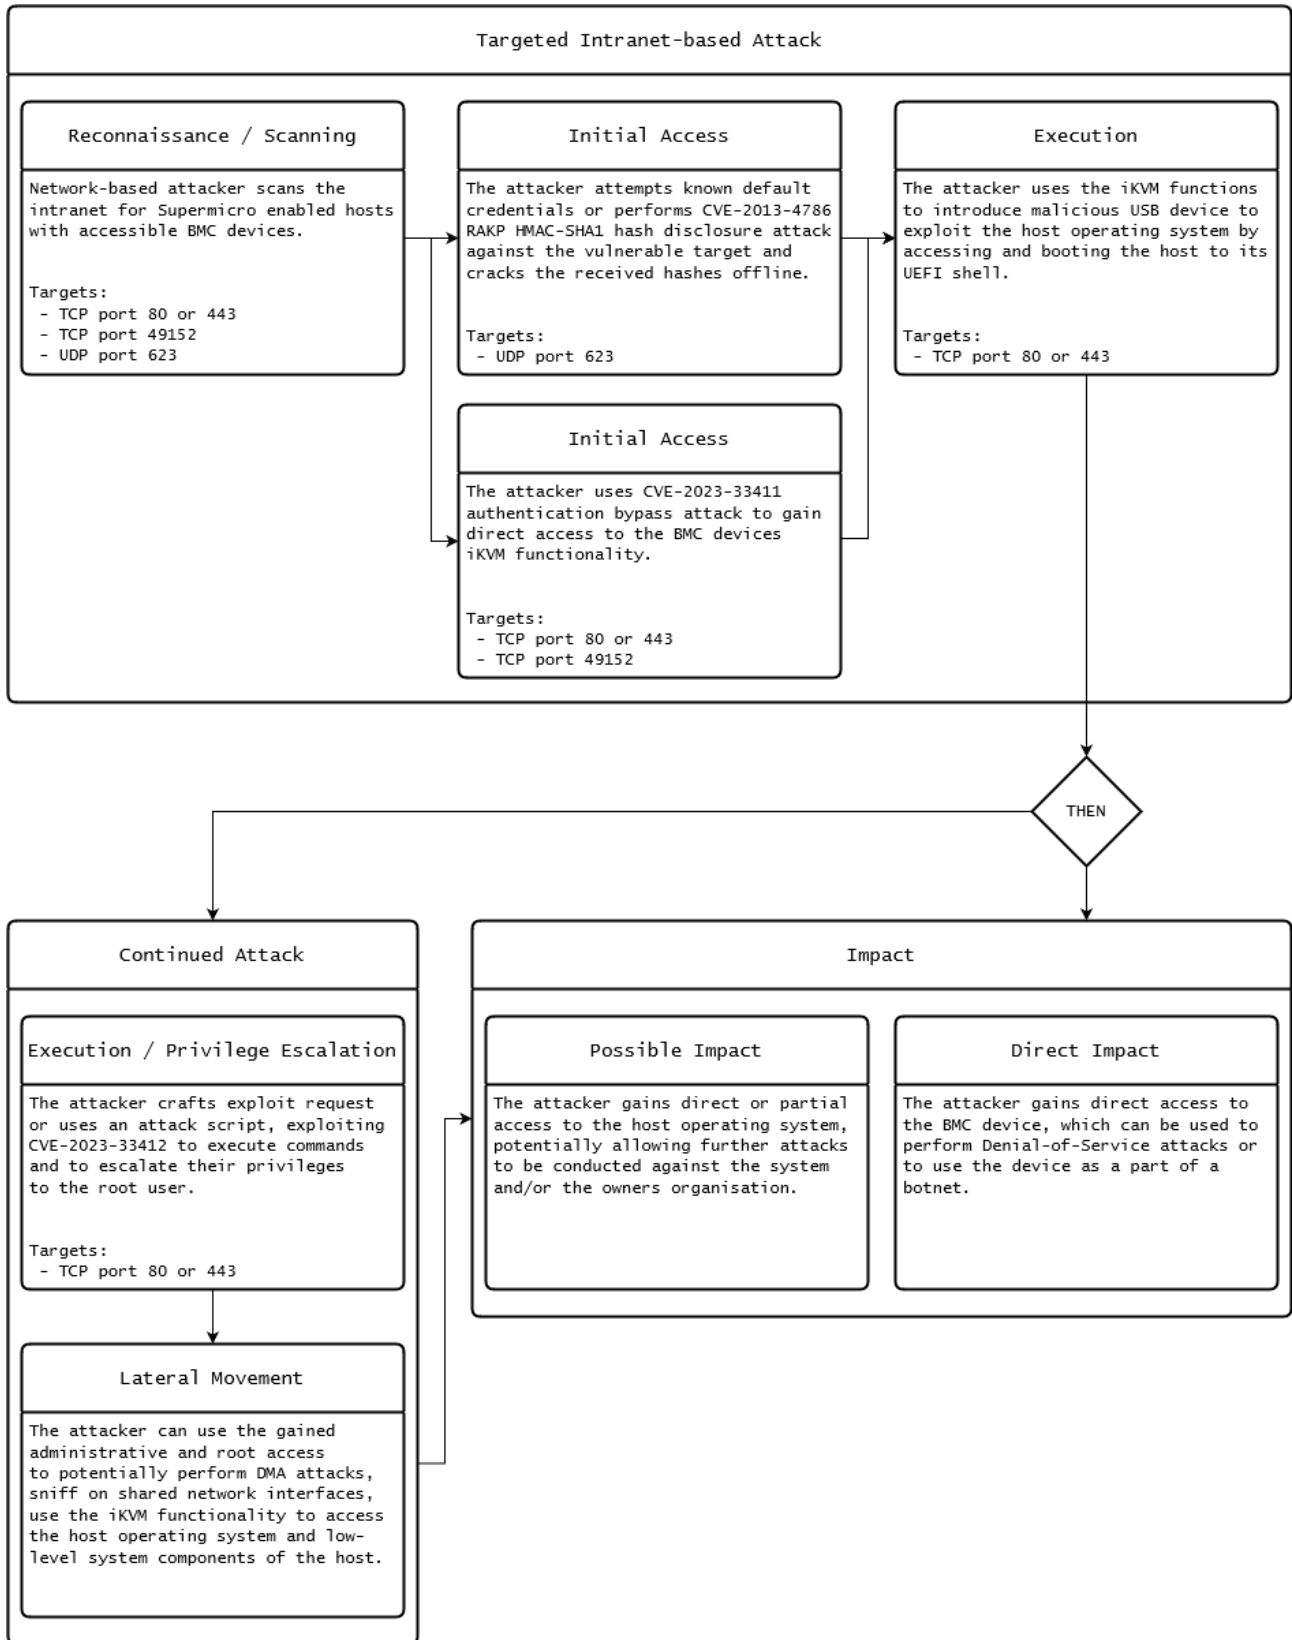 Targeted Intranet-based Attack
Reconnaissance / Scanning
Network-based attacker scans the
intranet for Supermicro enabled hosts
with accessible BMC devices.
Targets:
- TCP port 80 or 443
- TCP port 49152
- UDP port 623
Initial Access
The attacker attempts known default
credentials or performs CVE-2013-4786
RAKP HMAC-SHA1 hash disclosure attack
against the vulnerable target and
cracks the received hashes offline.
Targets:
- UDP port 623
Initial Access
The attacker uses CVE-2023-33411
authentication bypass attack to gain
direct access to the BMC devices
iKVM functionality.
Targets:
- TCP port 80 or 443
- TCP port 49152
Execution
The attacker uses the iKVM functions
to introduce malicious USB device to
exploit the host operating system by
accessing and booting the host to its
UEFI shell.
Targets:
- TCP port 80 or 443
THEN
Continued Attack
Execution / Privilege Escalation
The attacker crafts exploit request
or uses an attack script, exploiting
CVE-2023-33412 to execute commands
and to escalate their privileges
to the root user.
Targets:
- TCP port 80 or 443
Lateral Movement
The attacker can use the gained
administrative and root access
to potentially perform DMA attacks,
sniff on shared network interfaces,
use the iKVM functionality to access
the host operating system and low-
level system components of the host.
Impact
Possible Impact
The attacker gains direct or partial
access to the host operating system,
potentially allowing further attacks
to be conducted against the system
and/or the owners organisation.
Direct Impact
The attacker gains direct access to
the BMC device, which can be used to
perform Denial-of-Service attacks or
to use the device as a part of a
botnet.